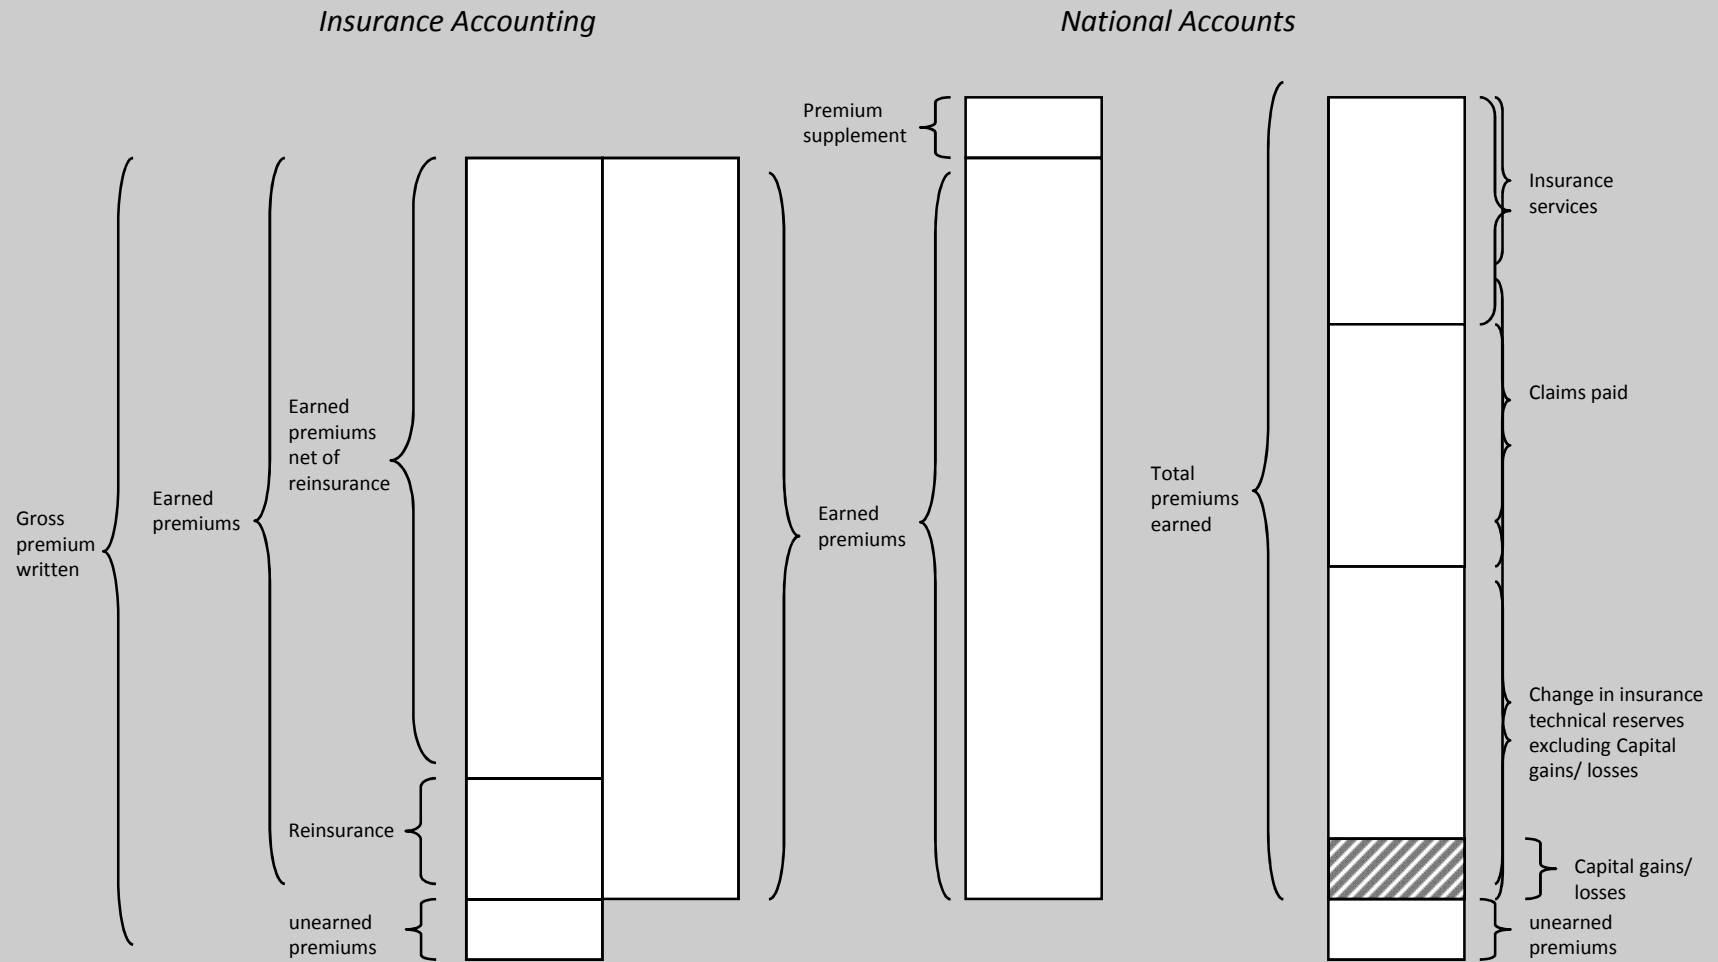 Insurance Accounting
National Accounts
Premium
supplement
Insurance
services
Earned
premiums
net of
reinsurance
Claims paid
Gross
premium
written
Earned
premiums
Earned
premiums
Total
premiums
earned
Change in insurance
technical reserves
excluding Capital
gains/ losses
Reinsurance
Capital gains/
losses
unearned
premiums
unearned
premiums